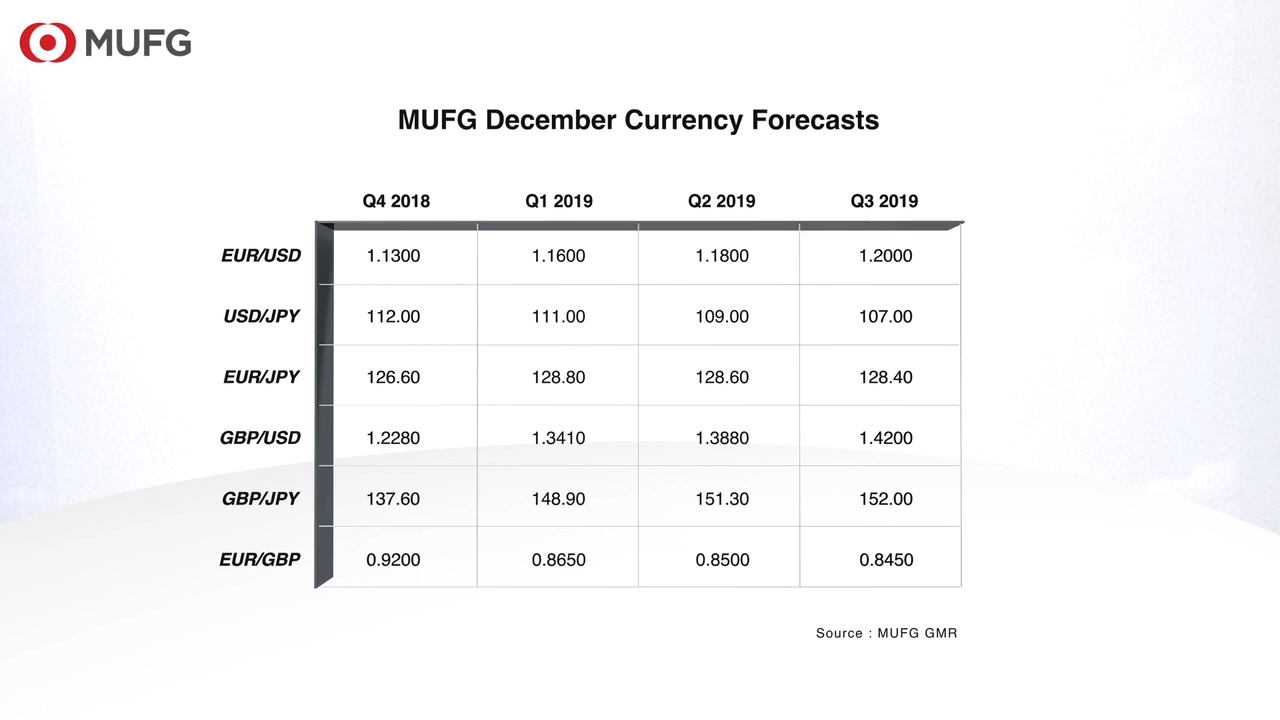 MUFG
MUFG December Currency Forecasts
Q4 2018 Q1 2019 Q2 2019 Q3 2019
EUR/USD 1.1300 1.1600 1.1800 1.2000
USD/JPY 112.00 111.00 109.00 107.00
EUR/JPY 126.60 128.80 128.60 128.40
GBP/USD 1.2280 1.3410 1.3880 1.4200
GBP/JPY 137.60 148.90 151.30 152.00
EUR/GBP 0.9200 0.8650 0.8500 0.8450
Source : MUFG GMR